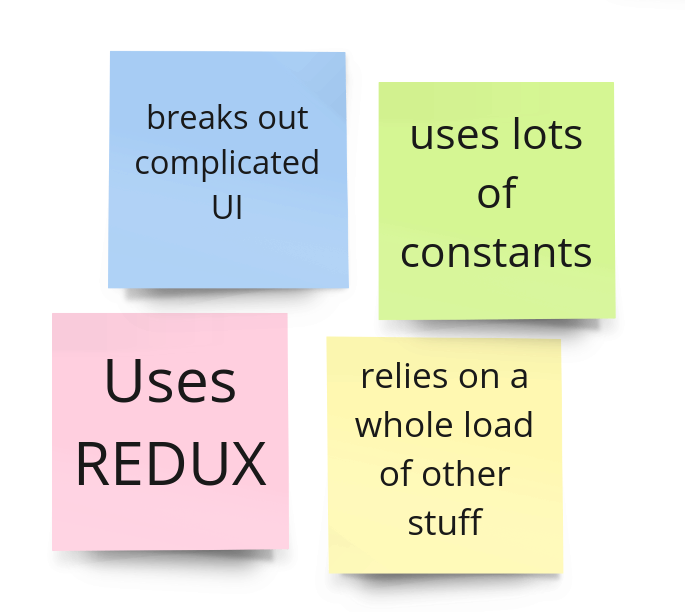 breaks out
complicated
UI
uses lots
of
constants
Uses
REDUX
relies on a
whole load
of other
stuff